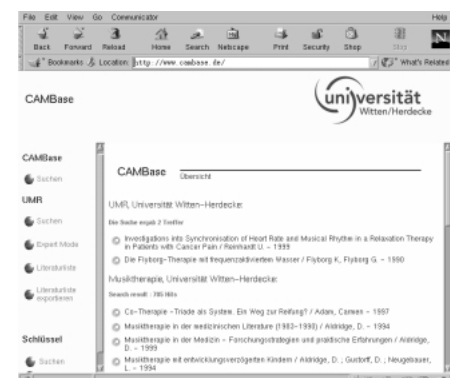 File Edit View Go Communicator Help
Back Forward Reload Home Search Netscape Print Security Shop Stop
Bookmarks Location: http://www.cambase.de/ What's Related
CAMBase
universität
Witten/Herdecke
CAMBase
Suchen
UMR
Suchen
Expert Mode
Literaturliste
Literaturliste
exportieren
Schlüssel
Suchen
CAMBase
Übersicht
UMR, Universität Witten-Herdecke:
Die Suche ergab 2 Treffer
Investigations into Synchronisation of Heart Rate and Musical Rhythm in a Relaxation Therapy
in Patients with Cancer Pain / Reinhardt U. - 1999
Die Flyborg-Therapie mit frequenzaktiviertem Wasser / Flyborg K, Flyborg G. - 1990
Musiktherapie, Universität Witten-Herdecke:
Search result : 785 Hits
Co-Therapie -Triade als System. Ein Weg zur Reifung? / Adam, Carmen - 1997
Musiktherapie in der medizinischen Literature (1983-1990) / Aldridge, D. - 1994
Musiktherapie in der Medizin - Forschungsstrategien und praktische Erfahrungen / Aldridge,
D. - 1999
Musiktherapie mit entwicklungsverzögerten Kindern / Aldridge, D. ; Gustorff, D. ; Neugebauer,
L. - 1994